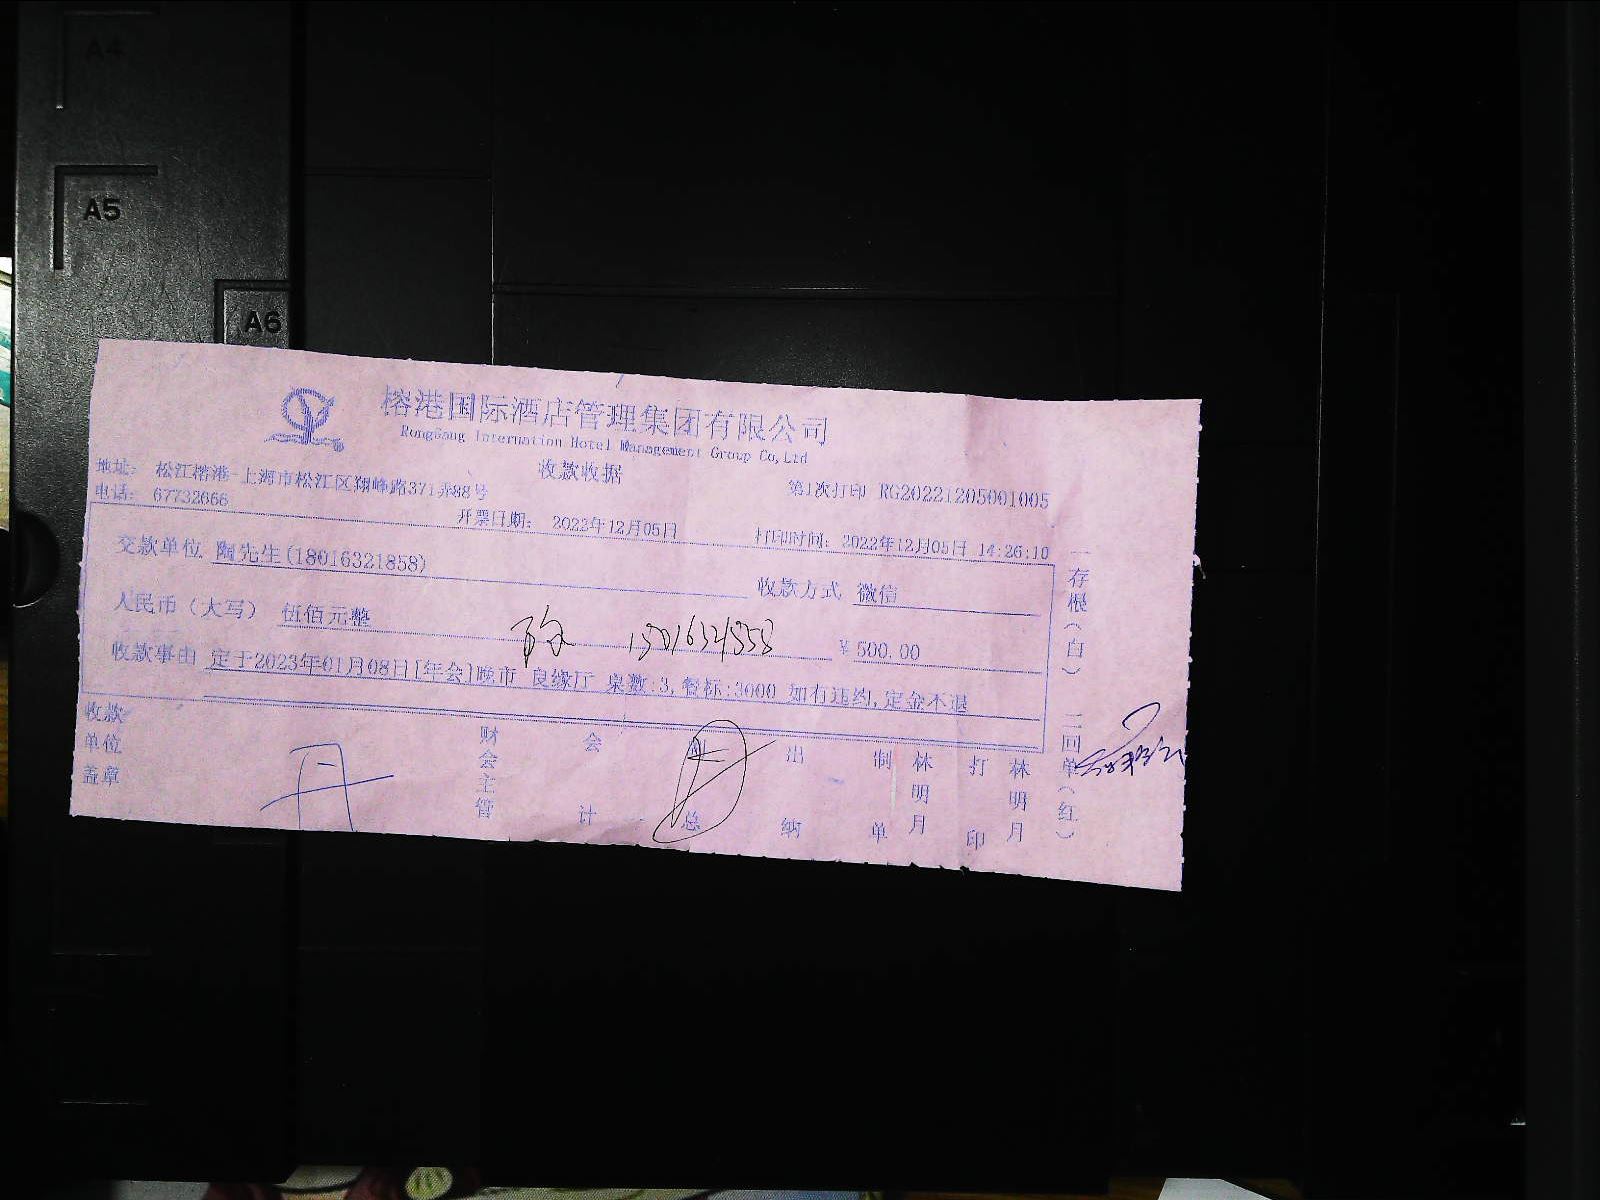 A4
A5
A6
榕港国际酒店管理集团有限公司
RongGang Internation Hotel Management Group Co,Ltd
收款收据
地址： 松江榕港-上海市松江区翔峰路371弄88号
第1次打印 RG20221205001005
电话： 67732666
开票日期： 2022年12月05日
打印时间： 2022年12月05日 14:26:10
交款单位 陶先生(18016321858)
收款方式 微信
人民币（大写） 伍佰元整
¥500.00
收款事由 定于2023年01月08日[年会]晚市 良缘厅 桌数:3,餐标:3000 如有违约,定金不退
收款单位盖章
财会主管
会计
副总
出纳
制单
林明月
打印
林明月
一存根（白）
二回单（红）